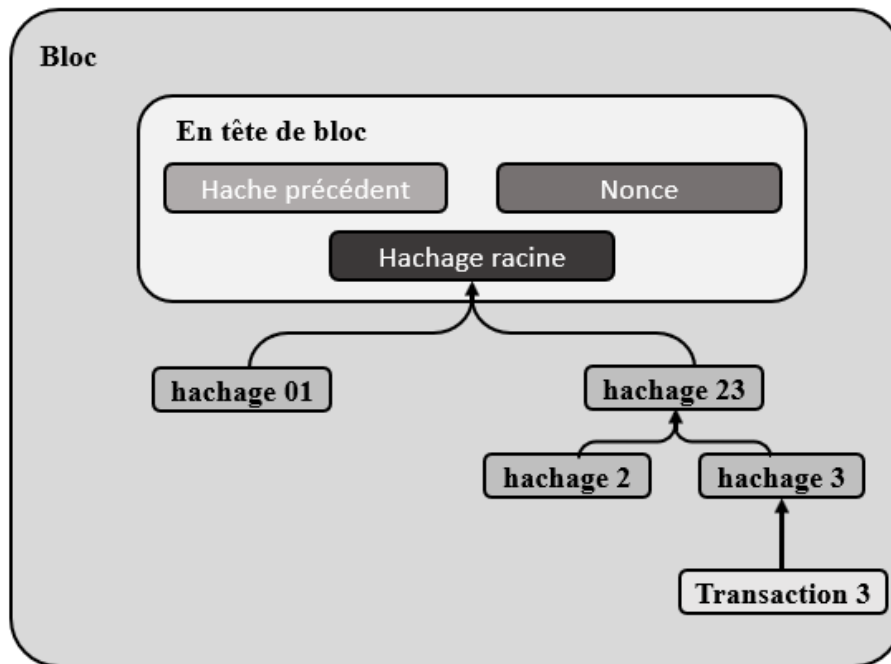 Bloc
En tête de bloc
Hache précédent
Nonce
Hachage racine
hachage 01
hachage 23
hachage 2
hachage 3
Transaction 3